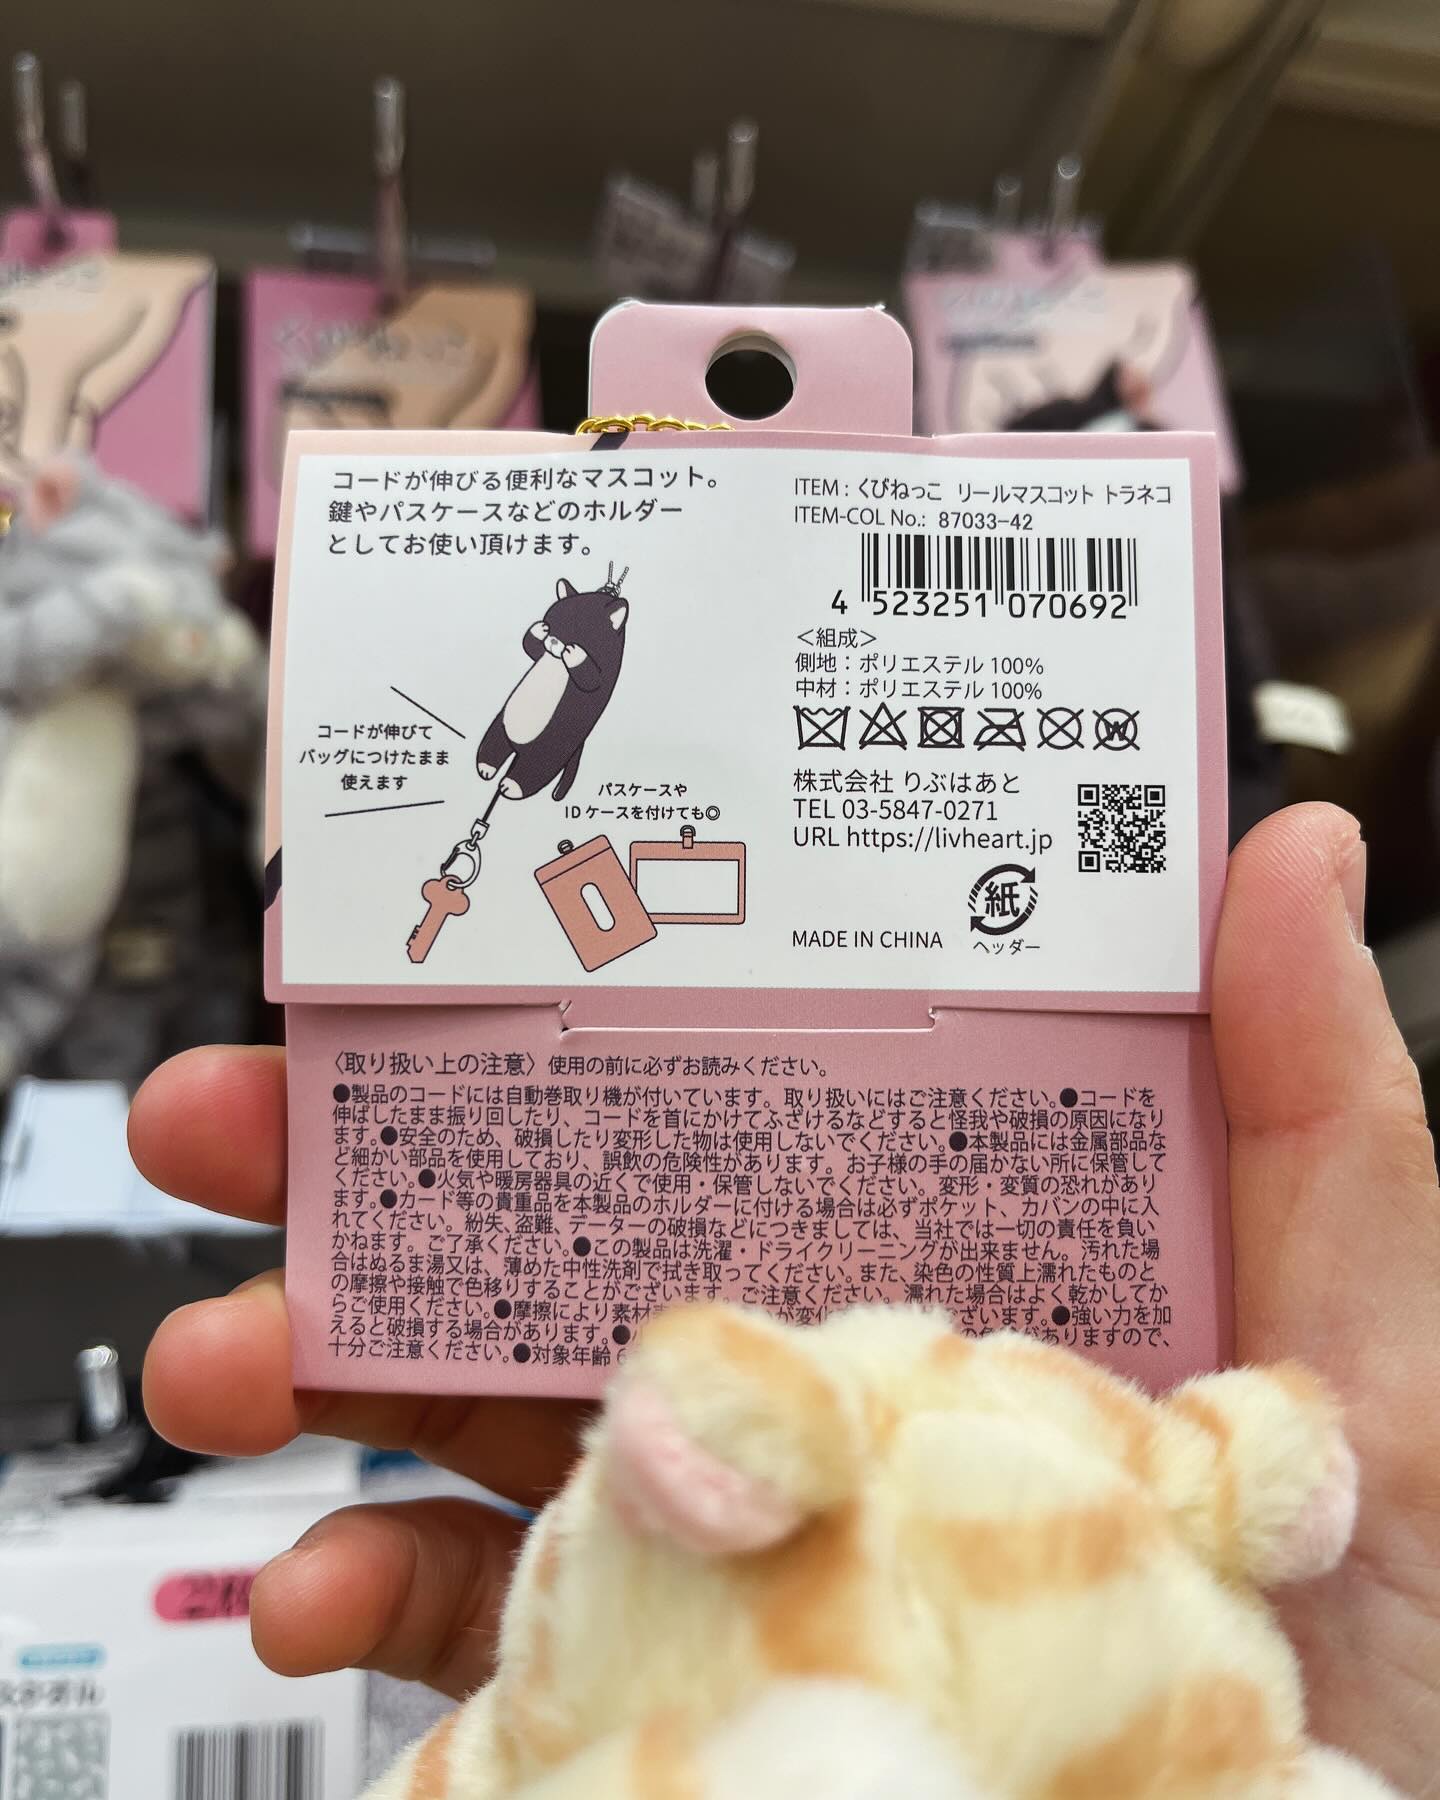 コードが伸びる便利なマスコット。
鍵やパスケースなどのホルダー
としてお使い頂けます。
コードが伸びて
バッグにつけたまま
使えます
パスケースや
IDケースを付けても◎
ITEM : くびねっこ リールマスコット トラネコ
ITEM-COL No.: 87033-42
4 523251 070692
＜組成＞
側地：ポリエステル 100%
中材：ポリエステル 100%
W
株式会社 りぶはあと
TEL 03-5847-0271
URL https://livheart.jp
紙
MADE IN CHINA
ヘッダー
〈取り扱い上の注意〉使用の前に必ずお読みください。
●製品のコードには自動巻取り機が付いています。取り扱いにはご注意ください。●コードを
伸ばしたまま振り回したり、コードを首にかけてふざけるなどすると怪我や破損の原因になり
ます。●安全のため、破損したり変形した物は使用しないでください。●本製品には金属部品な
ど細かい部品を使用しており、誤飲の危険性があります。お子様の手の届かない所に保管して
ください。●火気や暖房器具の近くで使用・保管しないでください。変形・変質の恐れがあり
ます。●カード等の貴重品を本製品のホルダーに付ける場合は必ずポケット、カバンの中に入
れてください。紛失、盗難、データーの破損などにつきましては、当社では一切の責任を負い
かねます。ご了承ください。●この製品は洗濯・ドライクリーニングが出来ません。汚れた場
合はぬるま湯又は、薄めた中性洗剤で拭き取ってください。また、染色の性質上濡れたものと
の摩擦や接触で色移りすることがございます。ご注意ください。濡れた場合はよく乾かしてか
らご使用ください。●摩擦により素材 が変化 ございます。●強い力を加
えると破損する場合があります。● がありますので、
十分ご注意ください。●対象年齢 6